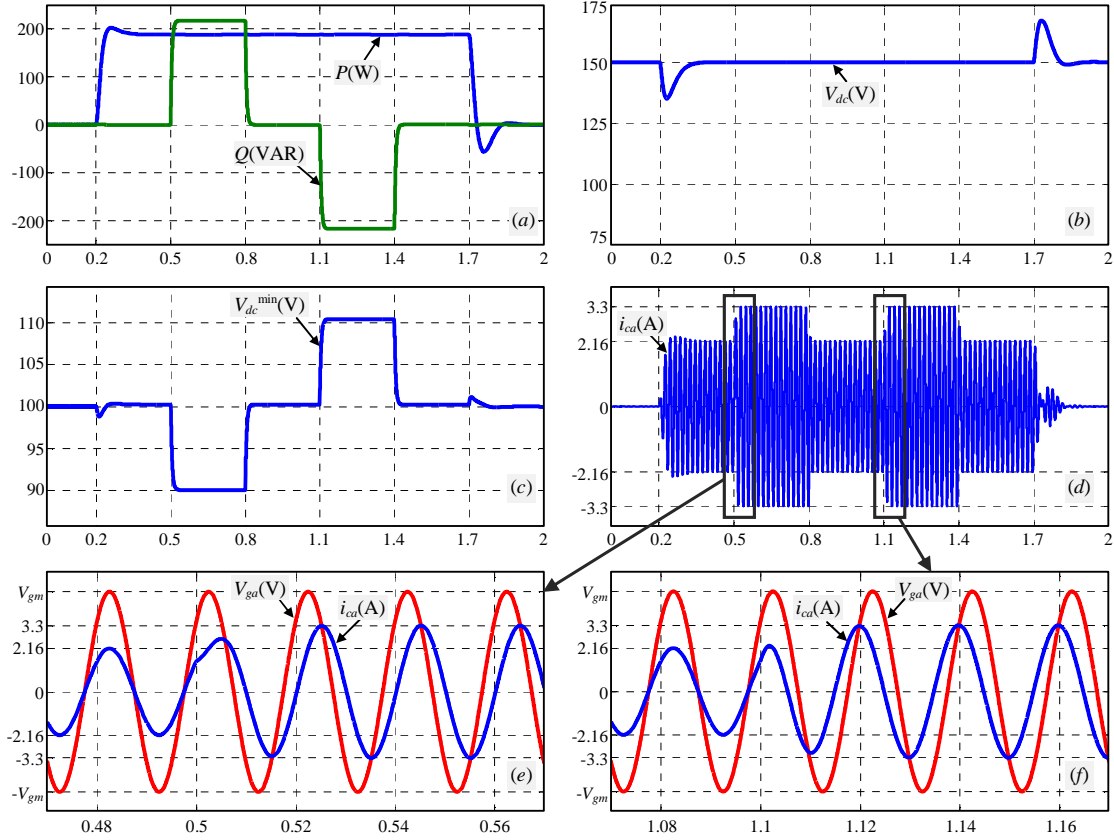 200
100
0
-100
-200
P(W)
Q(VAR)
(a)
0 0.2 0.5 0.8 1.1 1.4 1.7 2
175
150
125
100
75
Vdc(V)
(b)
0 0.2 0.5 0.8 1.1 1.4 1.7 2
110
105
100
95
90
Vdcmin(V)
(c)
0 0.2 0.5 0.8 1.1 1.4 1.7 2
3.3
2.16
0
-2.16
-3.3
ica(A)
(d)
0 0.2 0.5 0.8 1.1 1.4 1.7 2
Vgm
3.3
2.16
0
-2.16
-3.3
-Vgm
Vga(V)
ica(A)
(e)
0.48 0.5 0.52 0.54 0.56
Vgm
3.3
2.16
0
-2.16
-3.3
-Vgm
ica(A)
Vga(V)
(f)
1.08 1.1 1.12 1.14 1.16